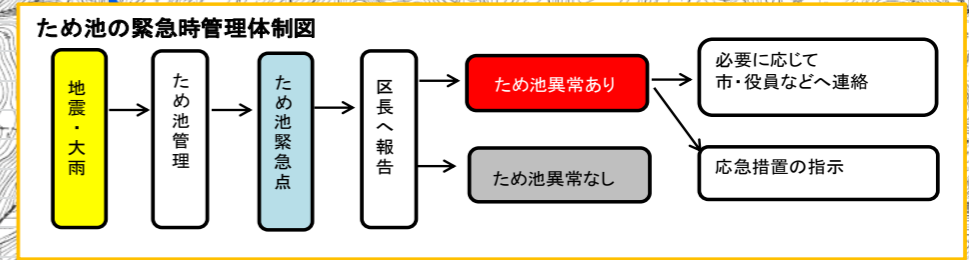 ため池の緊急時管理体制図
地震・大雨
ため池管理
ため池緊急点
区長へ報告
ため池異常あり
ため池異常なし
必要に応じて
市・役員などへ連絡
応急措置の指示